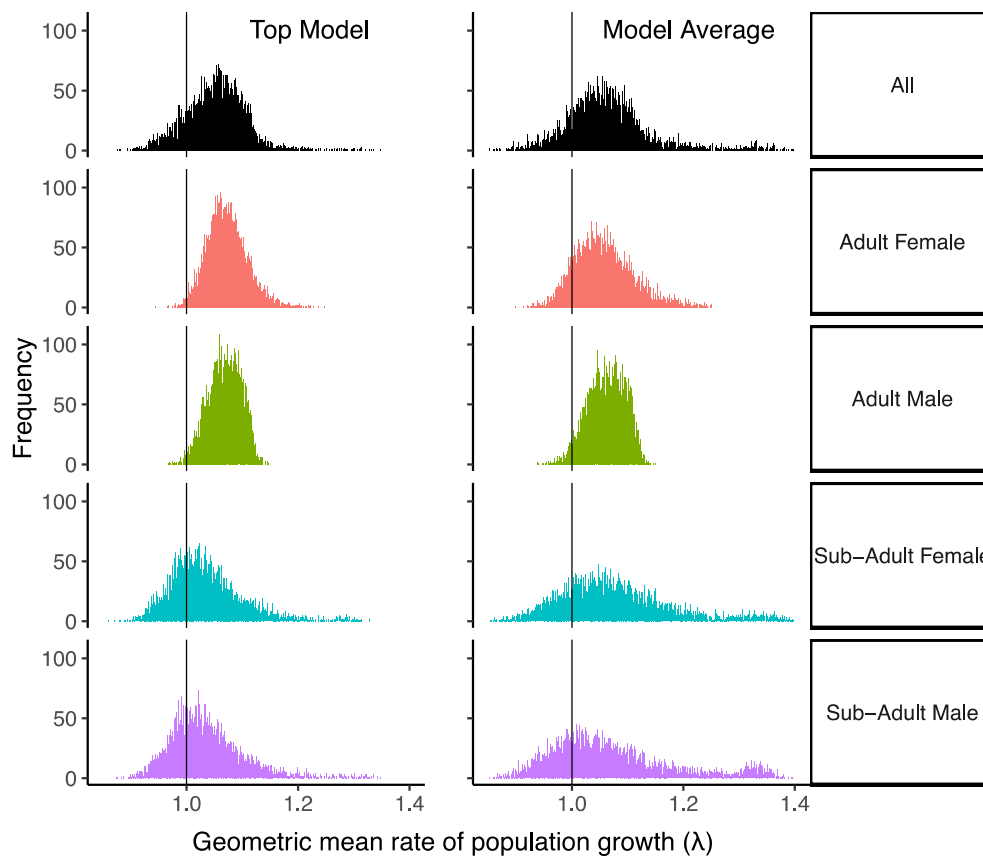 Top Model
Model Average
100
50
0
All
100
50
0
Adult Female
Frequency
100
50
0
Adult Male
100
50
0
Sub−Adult Female
100
50
0
Sub−Adult Male
1.0 1.2 1.4 1.0 1.2 1.4
Geometric mean rate of population growth (λ)